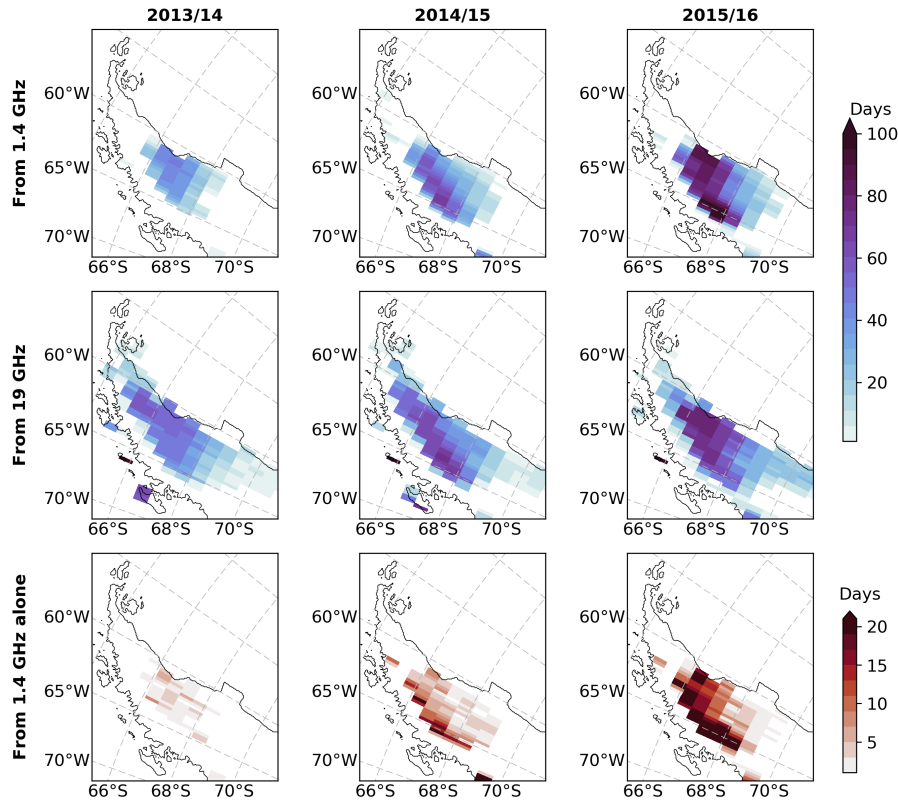 2013/14 2014/15 2015/16
From 1.4 GHz
60°W 60°W 60°W
65°W 65°W 65°W
70°W 70°W 70°W
66°S 68°S 70°S 66°S 68°S 70°S 66°S 68°S 70°S
Days
100
80
60
40
20
From 19 GHz
60°W 60°W 60°W
65°W 65°W 65°W
70°W 70°W 70°W
66°S 68°S 70°S 66°S 68°S 70°S 66°S 68°S 70°S
From 1.4 GHz alone
60°W 60°W 60°W
65°W 65°W 65°W
70°W 70°W 70°W
66°S 68°S 70°S 66°S 68°S 70°S 66°S 68°S 70°S
Days
20
15
10
5